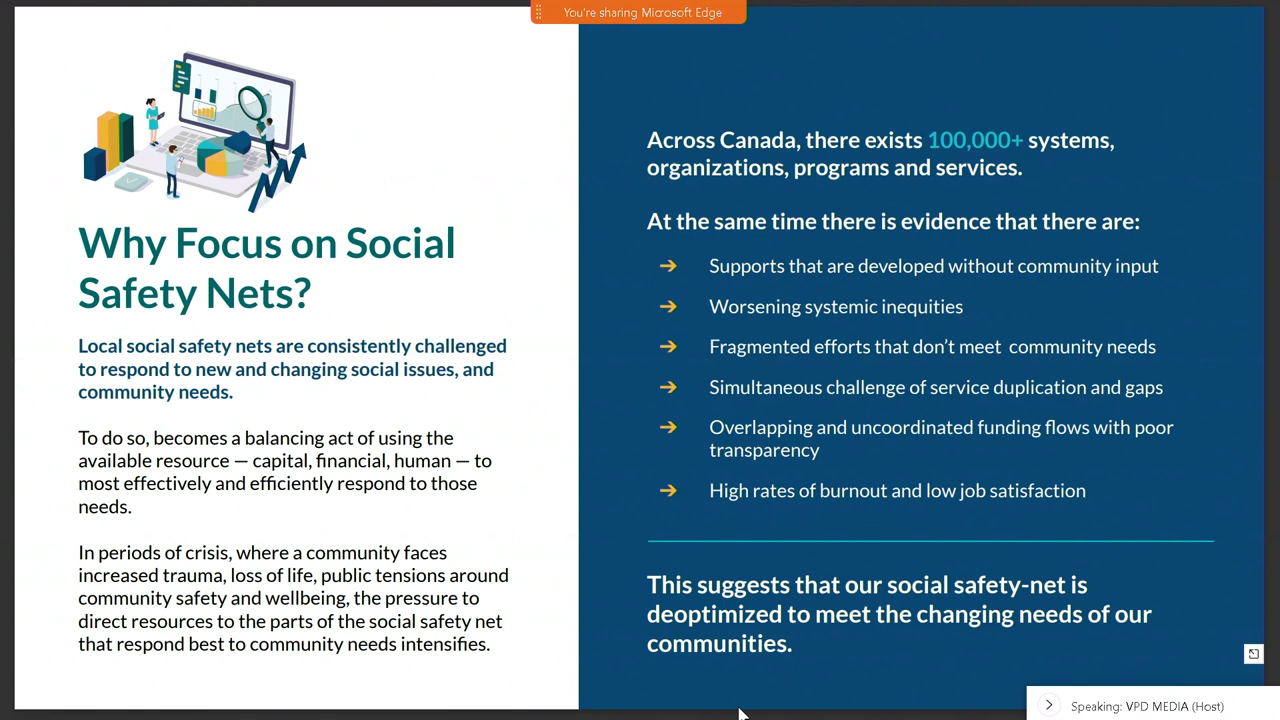 You're sharing Microsoft Edge
Why Focus on Social
Safety Nets?
Local social safety nets are consistently challenged
to respond to new and changing social issues, and
community needs.
To do so, becomes a balancing act of using the
available resource — capital, financial, human — to
most effectively and efficiently respond to those
needs.
In periods of crisis, where a community faces
increased trauma, loss of life, public tensions around
community safety and wellbeing, the pressure to
direct resources to the parts of the social safety net
that respond best to community needs intensifies.
Across Canada, there exists 100,000+ systems,
organizations, programs and services.
At the same time there is evidence that there are:
➔ Supports that are developed without community input
➔ Worsening systemic inequities
➔ Fragmented efforts that don't meet community needs
➔ Simultaneous challenge of service duplication and gaps
➔ Overlapping and uncoordinated funding flows with poor
transparency
➔ High rates of burnout and low job satisfaction
This suggests that our social safety-net is
deoptimized to meet the changing needs of our
communities.
Speaking: VPD MEDIA (Host)